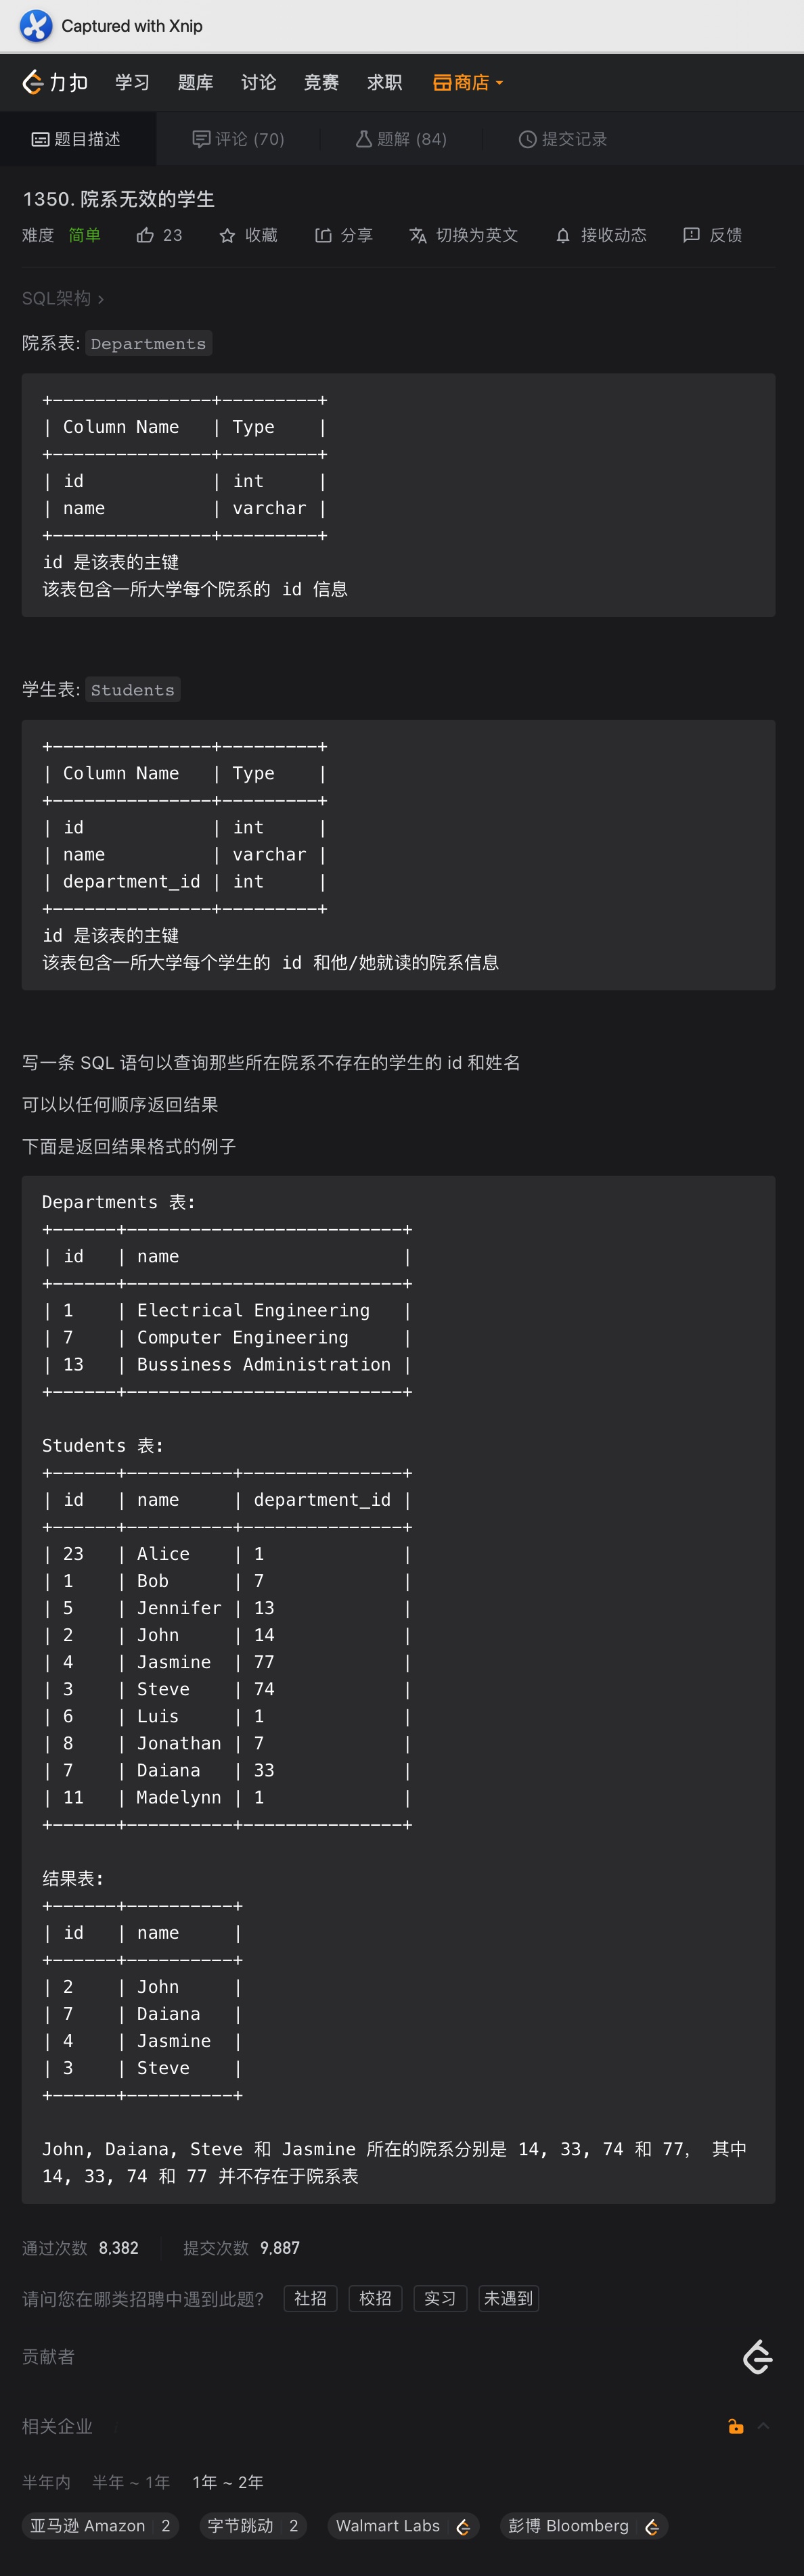 Captured with Xnip
力扣 学习 题库 讨论 竞赛 求职 商店
题目描述 评论 (70) 题解 (84) 提交记录
1350. 院系无效的学生
难度 简单 23 收藏 分享 切换为英文 接收动态 反馈
SQL架构 ›
院系表: Departments
+---------------+---------+
| Column Name   | Type    |
+---------------+---------+
| id            | int     |
| name          | varchar |
+---------------+---------+
id 是该表的主键
该表包含一所大学每个院系的 id 信息
学生表: Students
+---------------+---------+
| Column Name   | Type    |
+---------------+---------+
| id            | int     |
| name          | varchar |
| department_id | int     |
+---------------+---------+
id 是该表的主键
该表包含一所大学每个学生的 id 和他/她就读的院系信息
写一条 SQL 语句以查询那些所在院系不存在的学生的 id 和姓名
可以以任何顺序返回结果
下面是返回结果格式的例子
Departments 表:
+------+--------------------------+
| id   | name                     |
+------+--------------------------+
| 1    | Electrical Engineering   |
| 7    | Computer Engineering     |
| 13   | Bussiness Administration |
+------+--------------------------+
Students 表:
+------+----------+---------------+
| id   | name     | department_id |
+------+----------+---------------+
| 23   | Alice    | 1             |
| 1    | Bob      | 7             |
| 5    | Jennifer | 13            |
| 2    | John     | 14            |
| 4    | Jasmine  | 77            |
| 3    | Steve    | 74            |
| 6    | Luis     | 1             |
| 8    | Jonathan | 7             |
| 7    | Daiana   | 33            |
| 11   | Madelynn | 1             |
+------+----------+---------------+
结果表:
+------+----------+
| id   | name     |
+------+----------+
| 2    | John     |
| 7    | Daiana   |
| 4    | Jasmine  |
| 3    | Steve    |
+------+----------+
John, Daiana, Steve 和 Jasmine 所在的院系分别是 14, 33, 74 和 77， 其中
14, 33, 74 和 77 并不存在于院系表
通过次数 8,382 提交次数 9,887
请问您在哪类招聘中遇到此题? 社招 校招 实习 未遇到
贡献者
相关企业
半年内 半年 ~ 1年 1年 ~ 2年
亚马逊 Amazon 2 字节跳动 2 Walmart Labs 彭博 Bloomberg